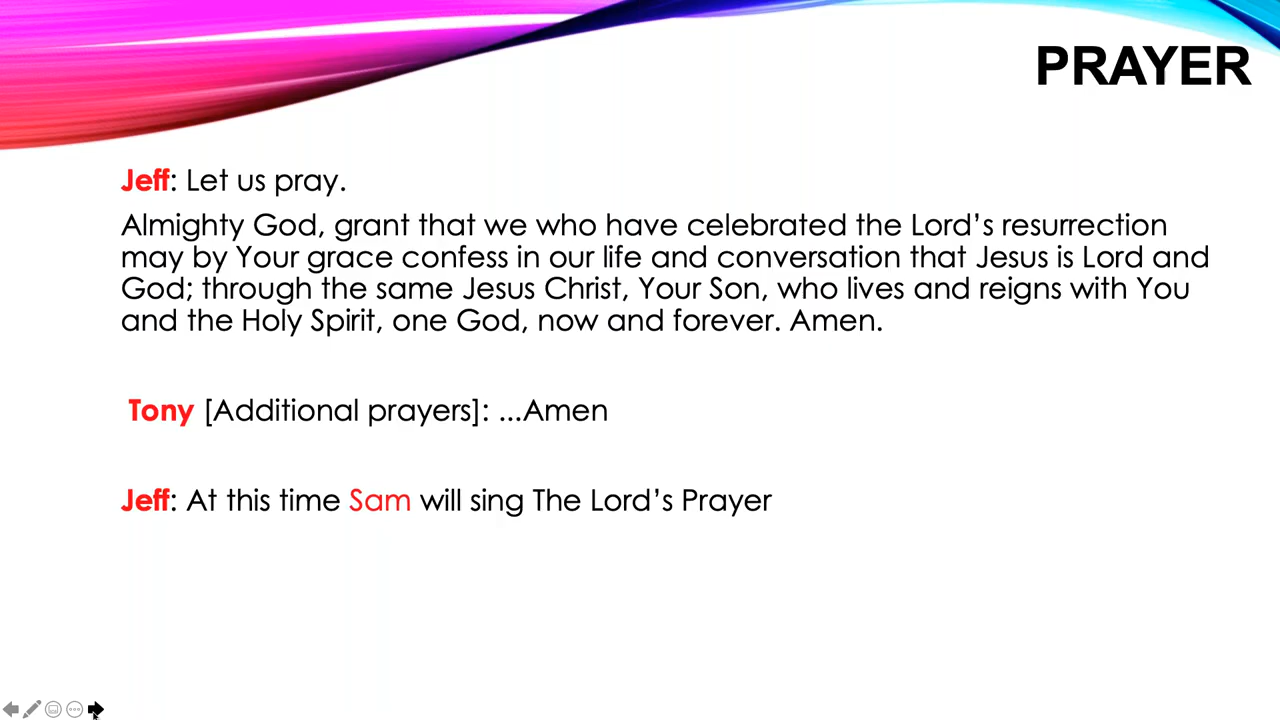 PRAYER
Jeff: Let us pray.
Almighty God, grant that we who have celebrated the Lord’s resurrection
may by Your grace confess in our life and conversation that Jesus is Lord and
God; through the same Jesus Christ, Your Son, who lives and reigns with You
and the Holy Spirit, one God, now and forever. Amen.
Tony [Additional prayers]: ...Amen
Jeff: At this time Sam will sing The Lord’s Prayer